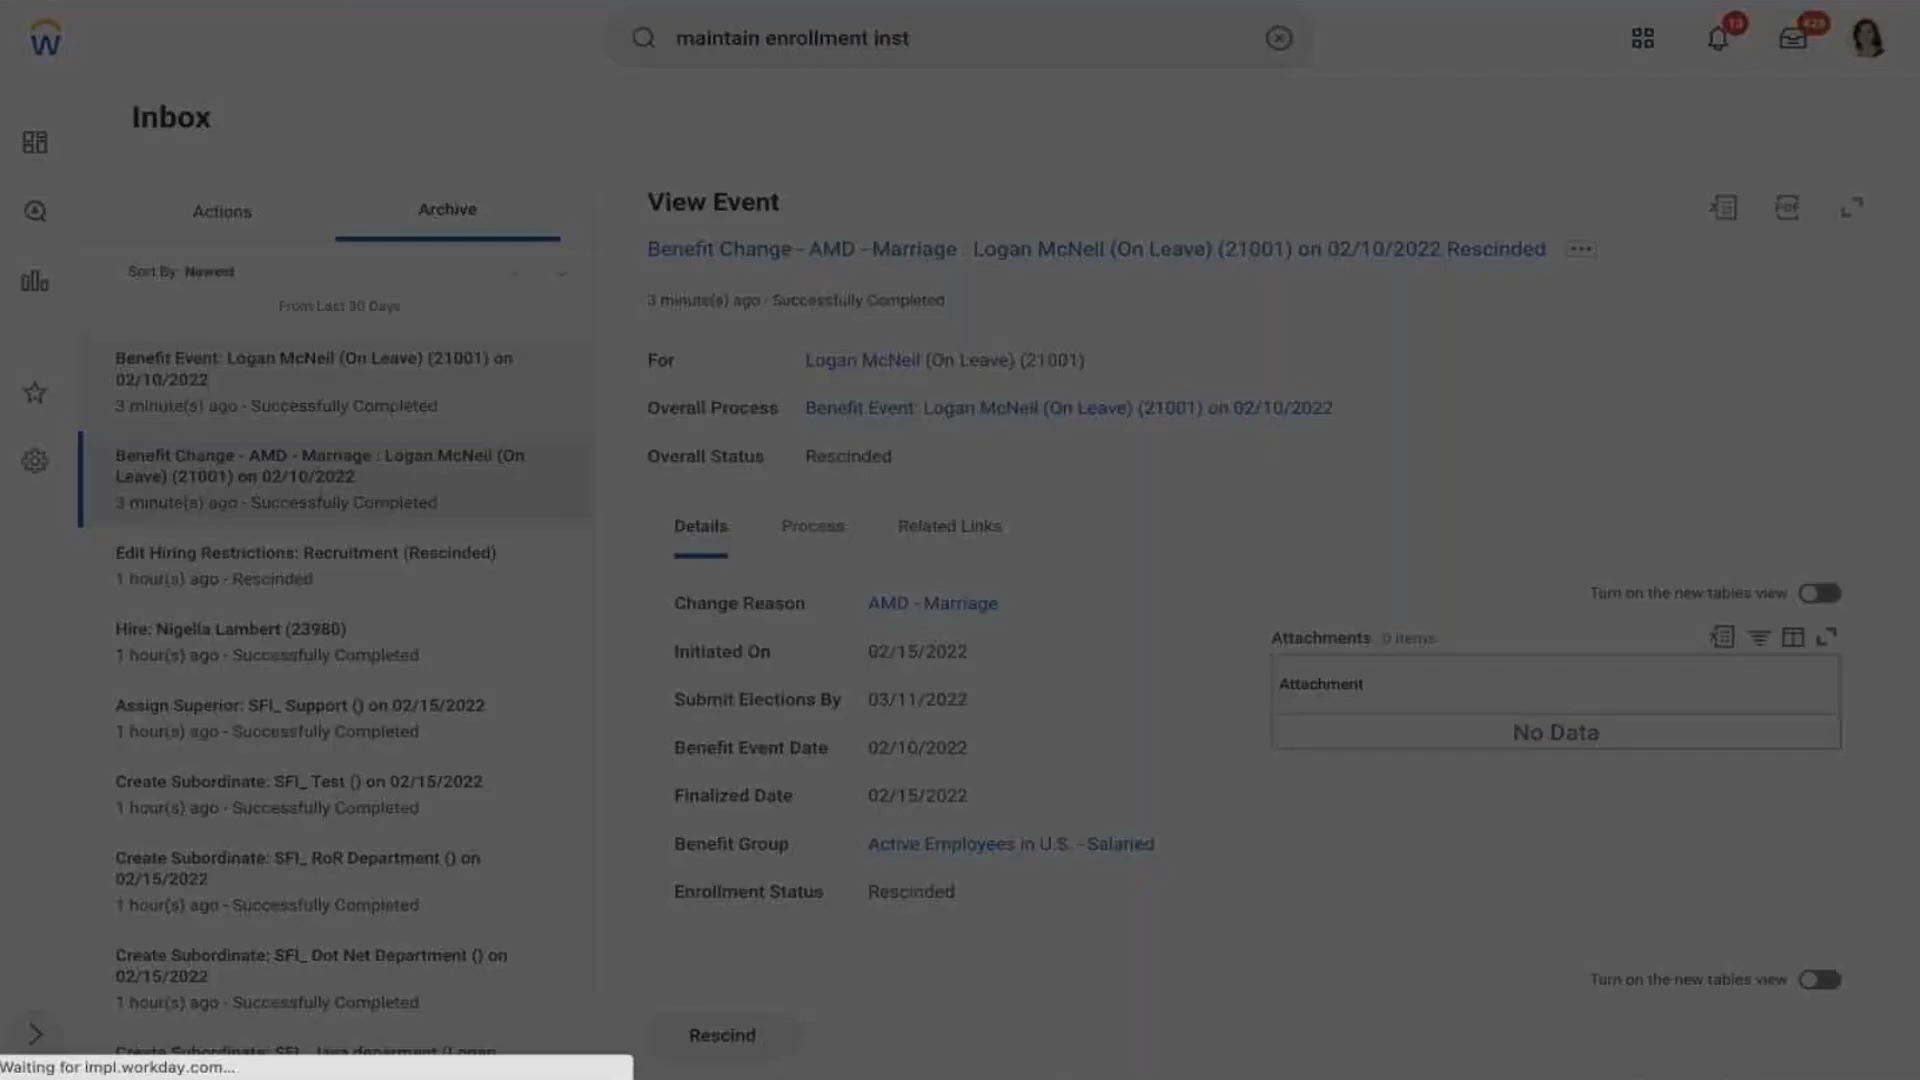 W
maintain enrollment inst
13
429
Inbox
Actions
Archive
Sort By: Newest
From Last 30 Days
Benefit Event: Logan McNeil (On Leave) (21001) on
02/10/2022
3 minute(s) ago - Successfully Completed
Benefit Change - AMD - Marriage : Logan McNeil (On
Leave) (21001) on 02/10/2022
3 minute(s) ago - Successfully Completed
Edit Hiring Restrictions: Recruitment (Rescinded)
1 hour(s) ago - Rescinded
Hire: Nigella Lambert (23980)
1 hour(s) ago - Successfully Completed
Assign Superior: SFI_ Support () on 02/15/2022
1 hour(s) ago - Successfully Completed
Create Subordinate: SFI_ Test () on 02/15/2022
1 hour(s) ago - Successfully Completed
Create Subordinate: SFI_ RoR Department () on
02/15/2022
1 hour(s) ago - Successfully Completed
Create Subordinate: SFI_ Dot Net Department () on
02/15/2022
1 hour(s) ago - Successfully Completed
Create Subordinate: SFI_ Java
View Event
PDF
Benefit Change - AMD - Marriage : Logan McNeil (On Leave) (21001) on 02/10/2022 Rescinded
3 minute(s) ago - Successfully Completed
For Logan McNeil (On Leave) (21001)
Overall Process Benefit Event: Logan McNeil (On Leave) (21001) on 02/10/2022
Overall Status Rescinded
Details Process Related Links
Change Reason AMD - Marriage
Initiated On 02/15/2022
Submit Elections By 03/11/2022
Benefit Event Date 02/10/2022
Finalized Date 02/15/2022
Benefit Group Active Employees in U.S. - Salaried
Enrollment Status Rescinded
Turn on the new tables view
Attachments 0 items
Attachment
No Data
Turn on the new tables view
Rescind
Waiting for impl.workday.com...